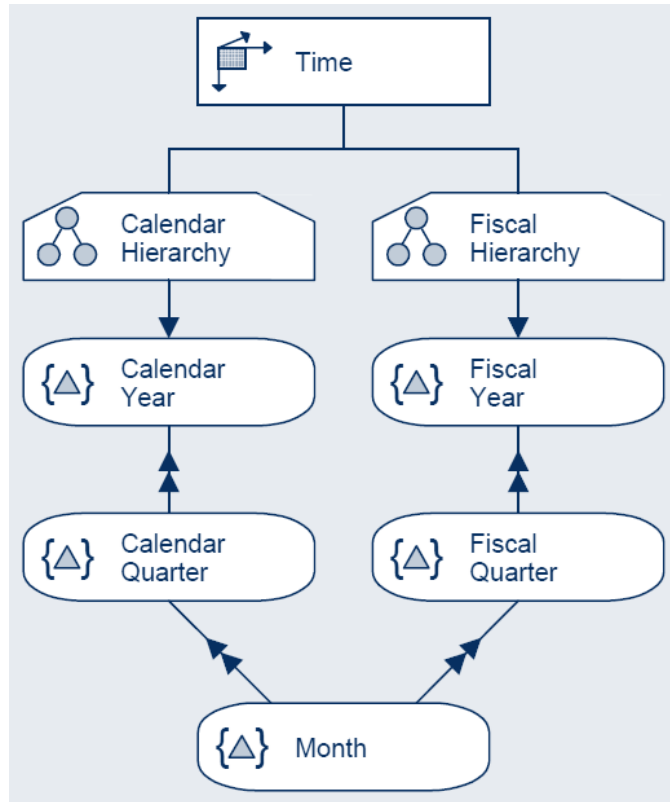 Time
Calendar
Hierarchy
Fiscal
Hierarchy
Calendar
Year
Fiscal
Year
Calendar
Quarter
Fiscal
Quarter
Month